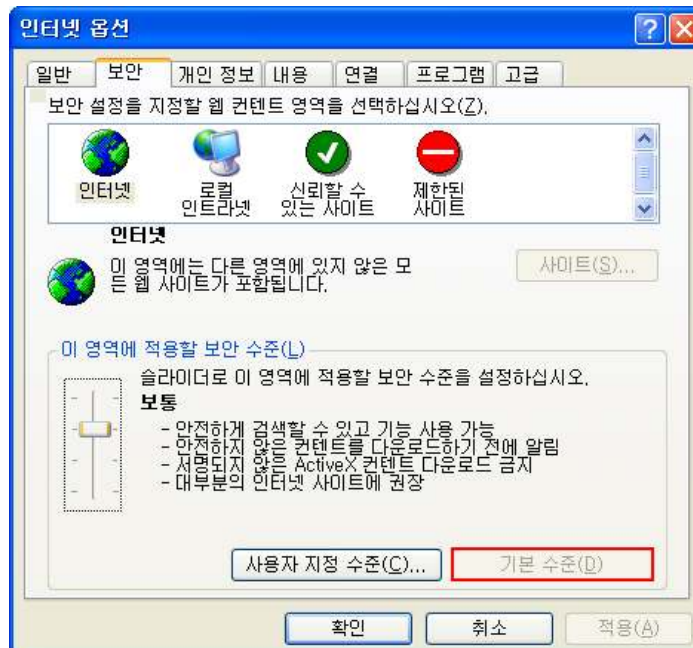 인터넷 옵션
일반 보안 개인 정보 내용 연결 프로그램 고급
보안 설정을 지정할 웹 컨텐트 영역을 선택하십시오(Z).
인터넷
로컬
인트라넷
신뢰할 수
있는 사이트
제한된
사이트
인터넷
이 영역에는 다른 영역에 있지 않은 모
든 웹 사이트가 포함됩니다.
사이트(S)...
이 영역에 적용할 보안 수준(L)
슬라이더로 이 영역에 적용할 보안 수준을 설정하십시오.
보통
- 안전하게 검색할 수 있고 기능 사용 가능
- 안전하지 않은 컨텐트를 다운로드하기 전에 알림
- 서명되지 않은 ActiveX 컨텐트 다운로드 금지
- 대부분의 인터넷 사이트에 권장
사용자 지정 수준(C)... 기본 수준(D)
확인 취소 적용(A)